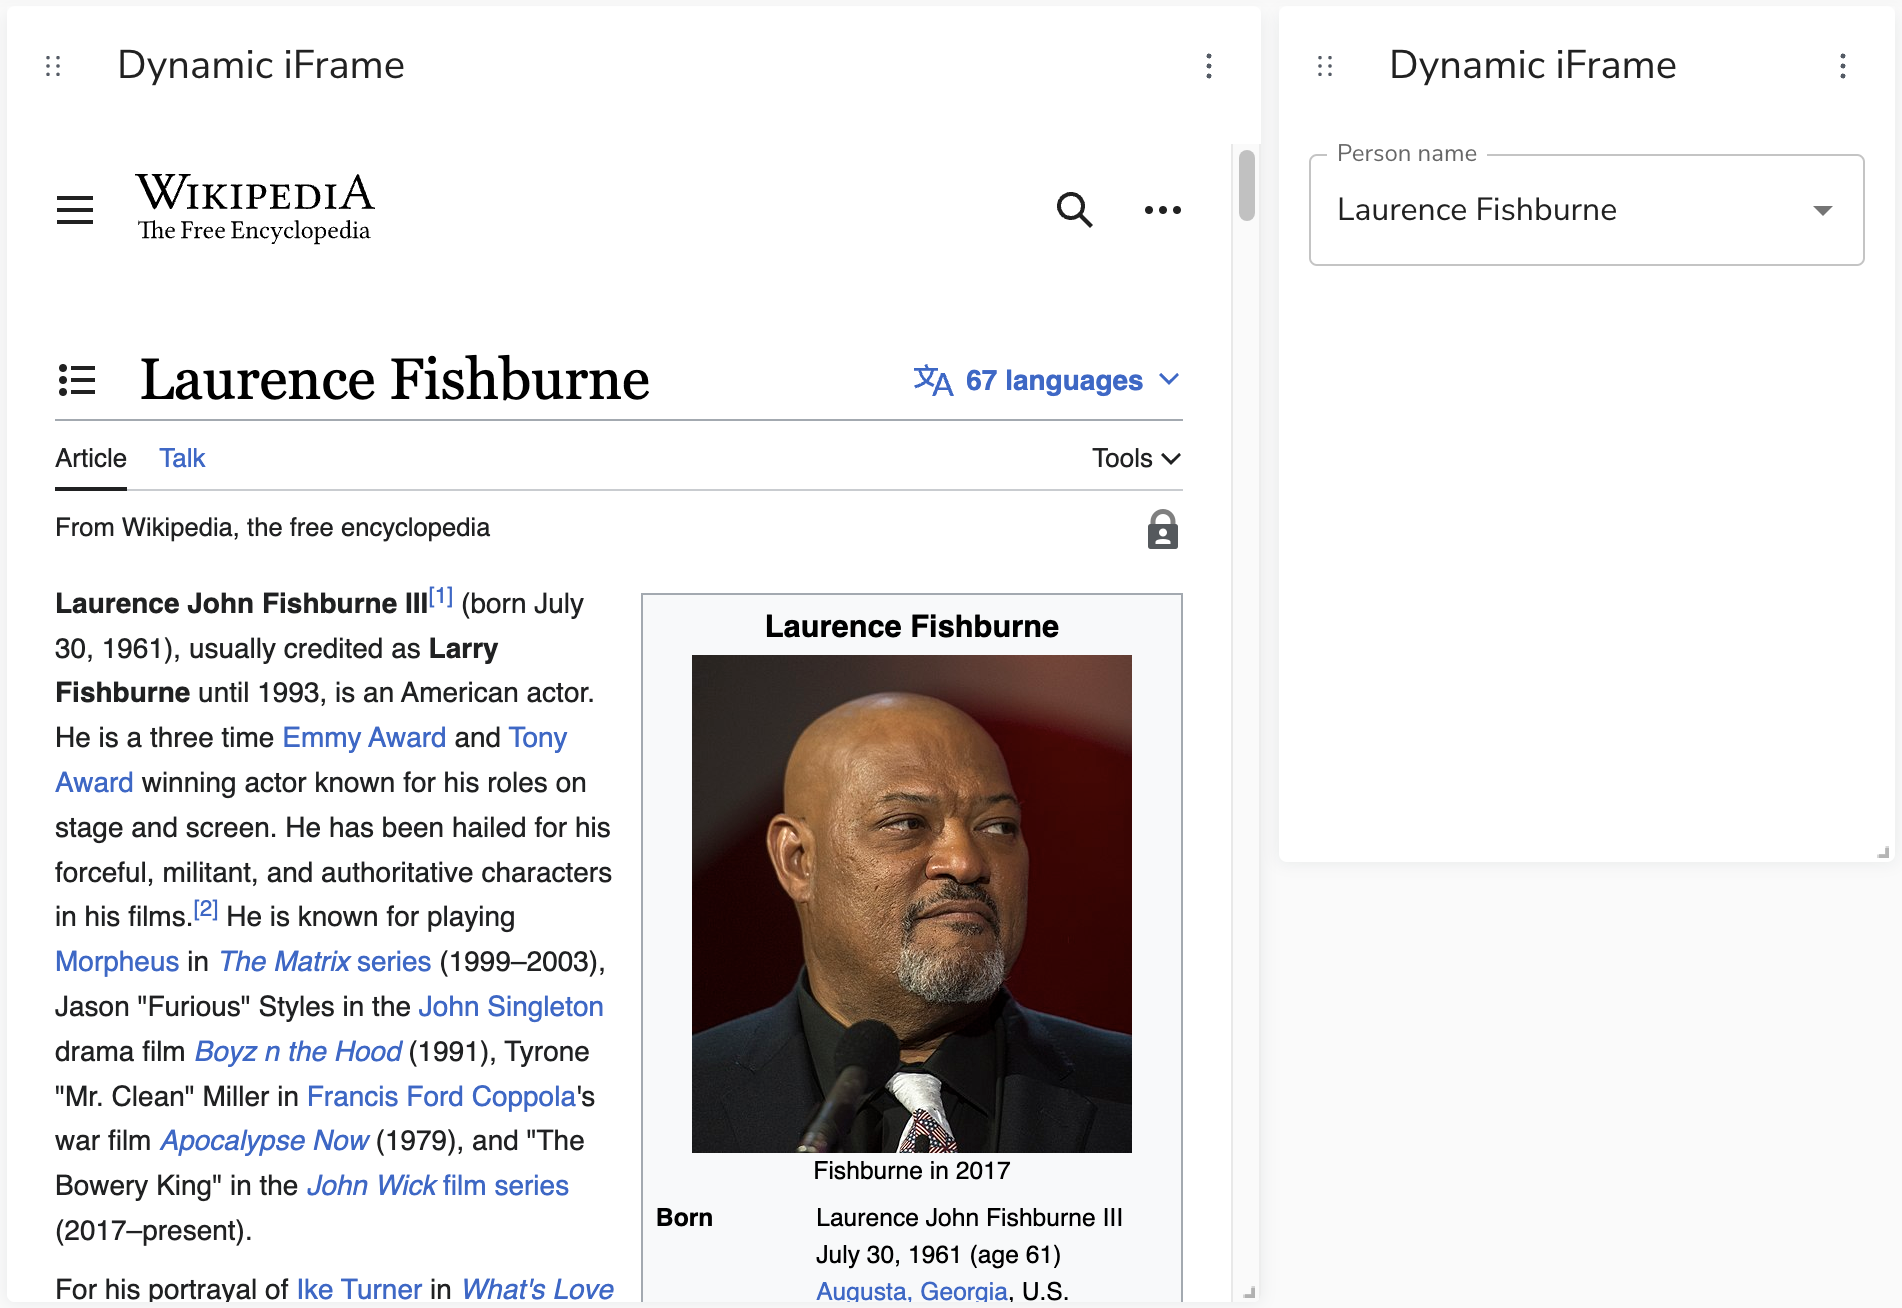 Dynamic iFrame
WIKIPEDIA
The Free Encyclopedia
Laurence Fishburne
67 languages
Article Talk Tools
From Wikipedia, the free encyclopedia
Laurence John Fishburne III[1] (born July
30, 1961), usually credited as Larry
Fishburne until 1993, is an American actor.
He is a three time Emmy Award and Tony
Award winning actor known for his roles on
stage and screen. He has been hailed for his
forceful, militant, and authoritative characters
in his films.[2] He is known for playing
Morpheus in The Matrix series (1999–2003),
Jason "Furious" Styles in the John Singleton
drama film Boyz n the Hood (1991), Tyrone
"Mr. Clean" Miller in Francis Ford Coppola's
war film Apocalypse Now (1979), and "The
Bowery King" in the John Wick film series
(2017–present).
For his portrayal of Ike Turner in What's Love
Laurence Fishburne
Fishburne in 2017
Born Laurence John Fishburne III
July 30, 1961 (age 61)
Augusta, Georgia, U.S.
Dynamic iFrame
Person name
Laurence Fishburne